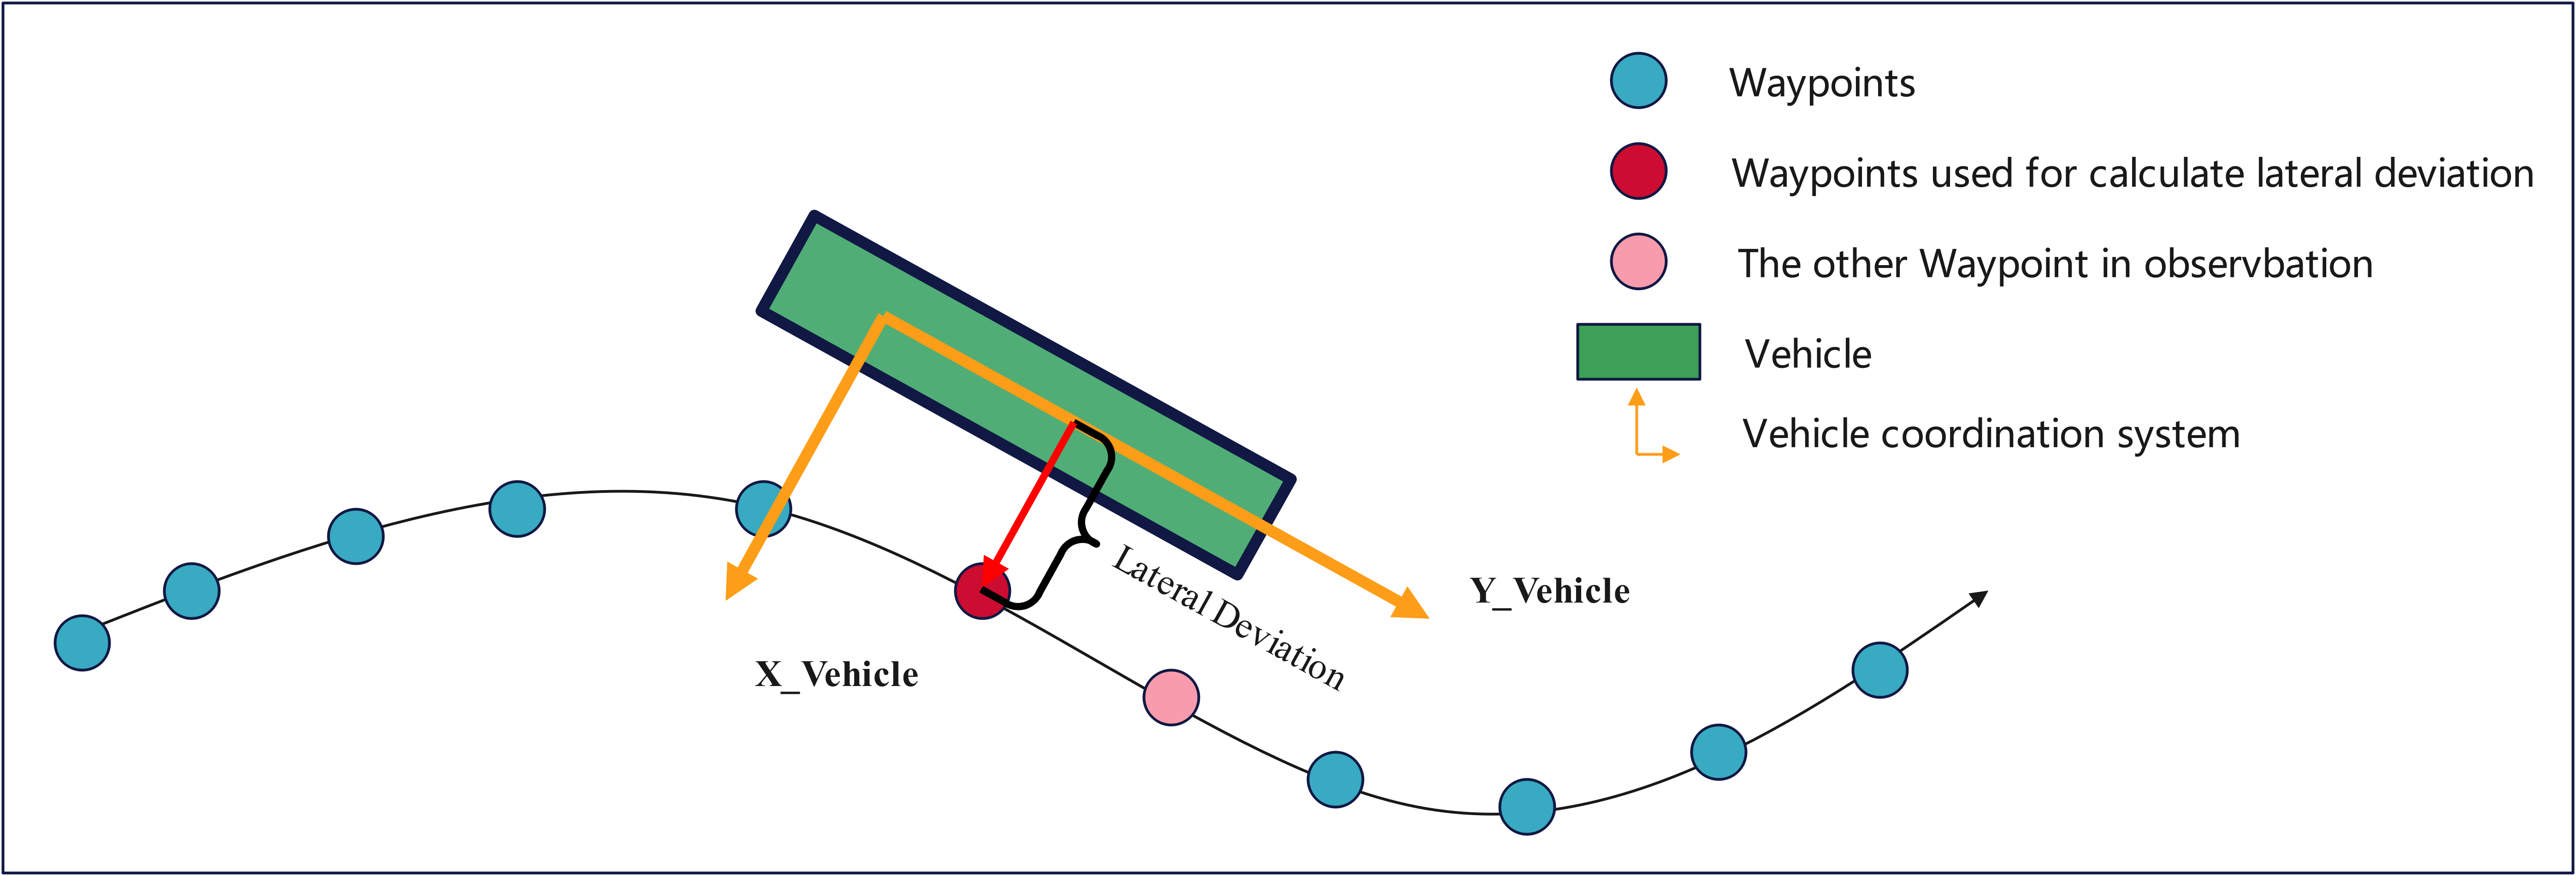 Waypoints
Waypoints used for calculate lateral deviation
The other Waypoint in observbation
Vehicle
Vehicle coordination system
Lateral Deviation
Y_Vehicle
X_Vehicle